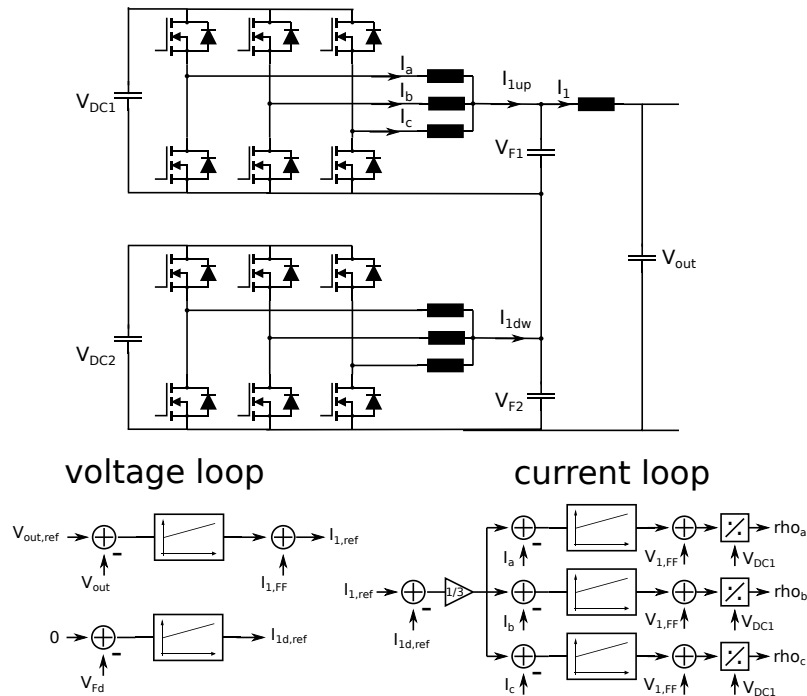 V_DC1
I_a
I_b
I_c
I_1up
I_1
V_F1
V_out
V_DC2
I_1dw
V_F2
voltage loop
V_out,ref
V_out
I_1,FF
I_1,ref
0
V_Fd
I_1d,ref
current loop
I_1,ref
I_1d,ref
1/3
I_a
V_1,FF
V_DC1
rho_a
I_b
V_1,FF
V_DC1
rho_b
I_c
V_1,FF
V_DC1
rho_c